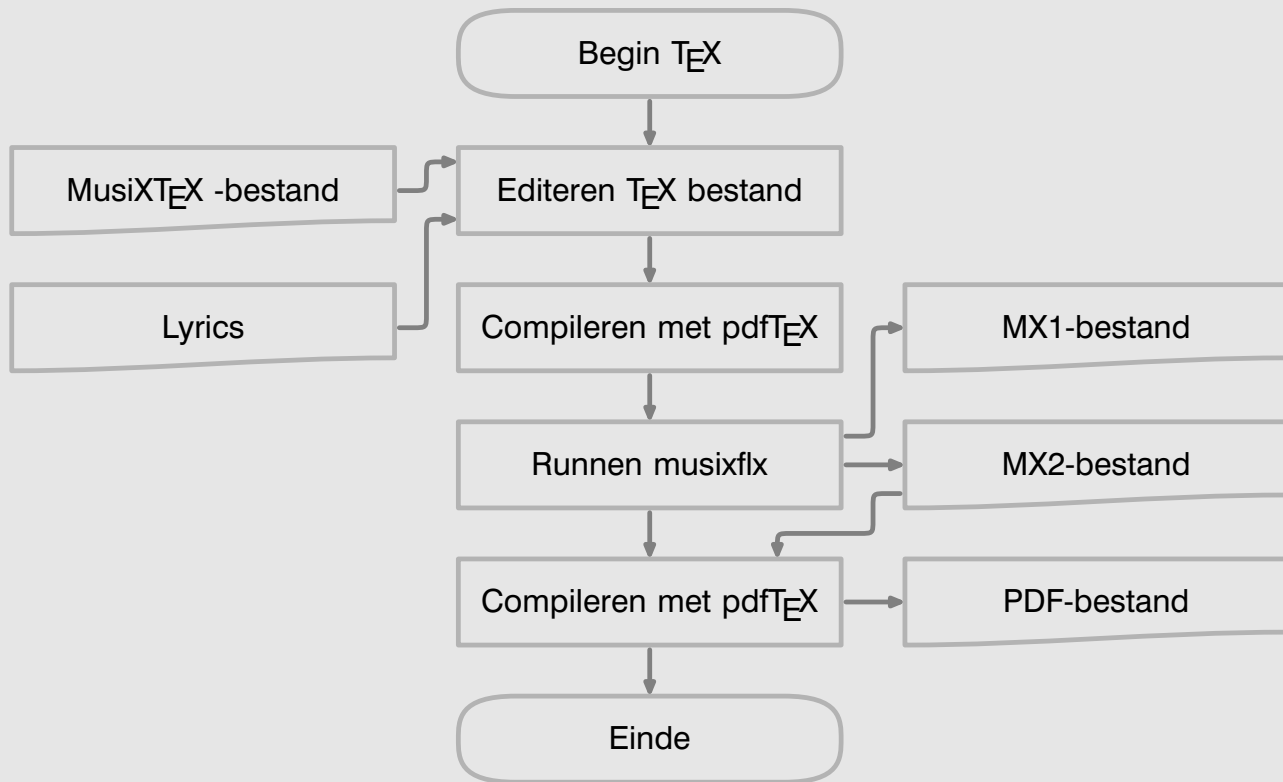 Begin TEX
MusiXTEX -bestand
Editeren TEX bestand
Lyrics
Compileren met pdfTEX
MX1-bestand
Runnen musixflx
MX2-bestand
Compileren met pdfTEX
PDF-bestand
Einde